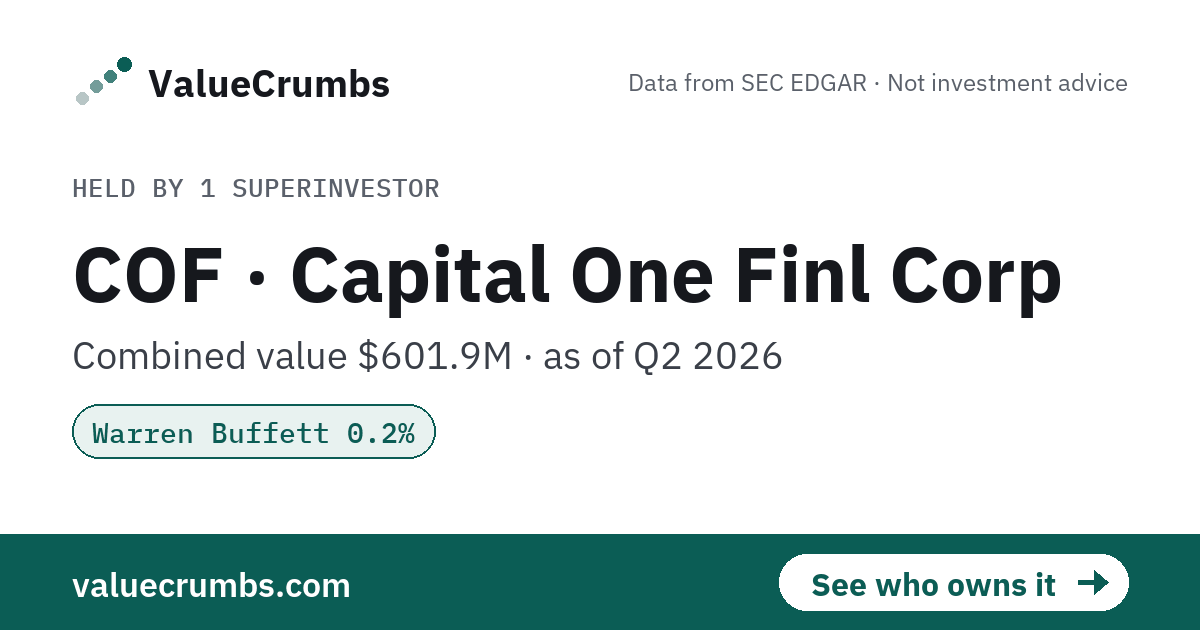 ValueCrumbs
Data from SEC EDGAR · Not investment advice
HELD BY 1 SUPERINVESTOR
COF · Capital One Finl Corp
Combined value $601.9M · as of Q2 2026
Warren Buffett 0.2%
valuecrumbs.com
See who owns it →